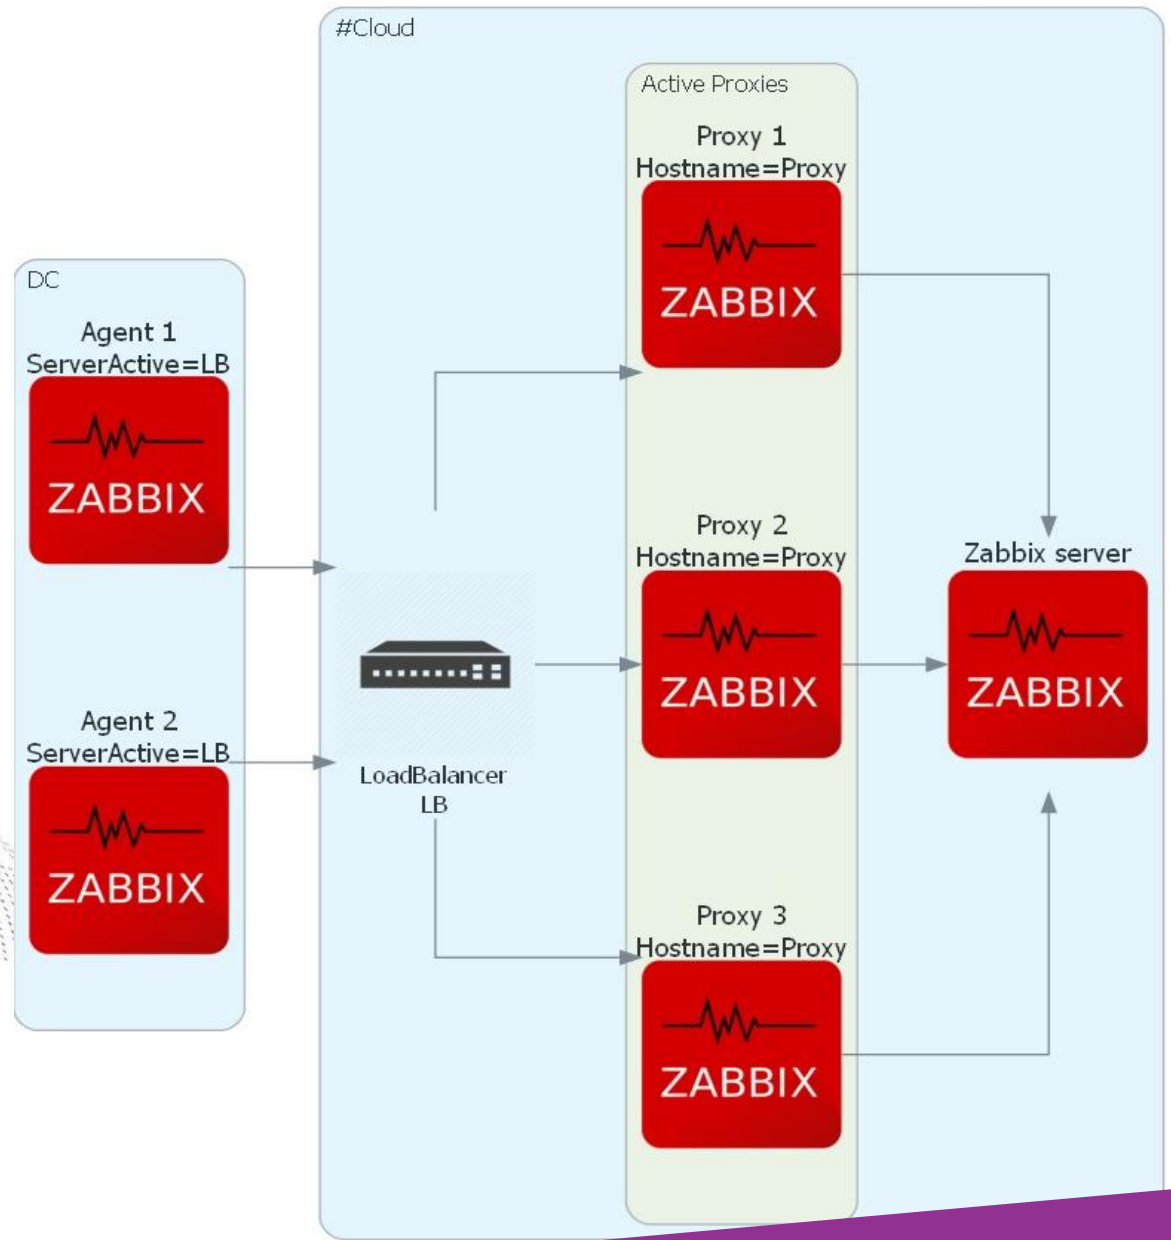 #Cloud
Active Proxies
Proxy 1
Hostname=Proxy
ZABBIX
DC
Agent 1
ServerActive=LB
ZABBIX
Proxy 2
Hostname=Proxy
ZABBIX
Zabbix server
ZABBIX
Agent 2
ServerActive=LB
ZABBIX
LoadBalancer
LB
Proxy 3
Hostname=Proxy
ZABBIX